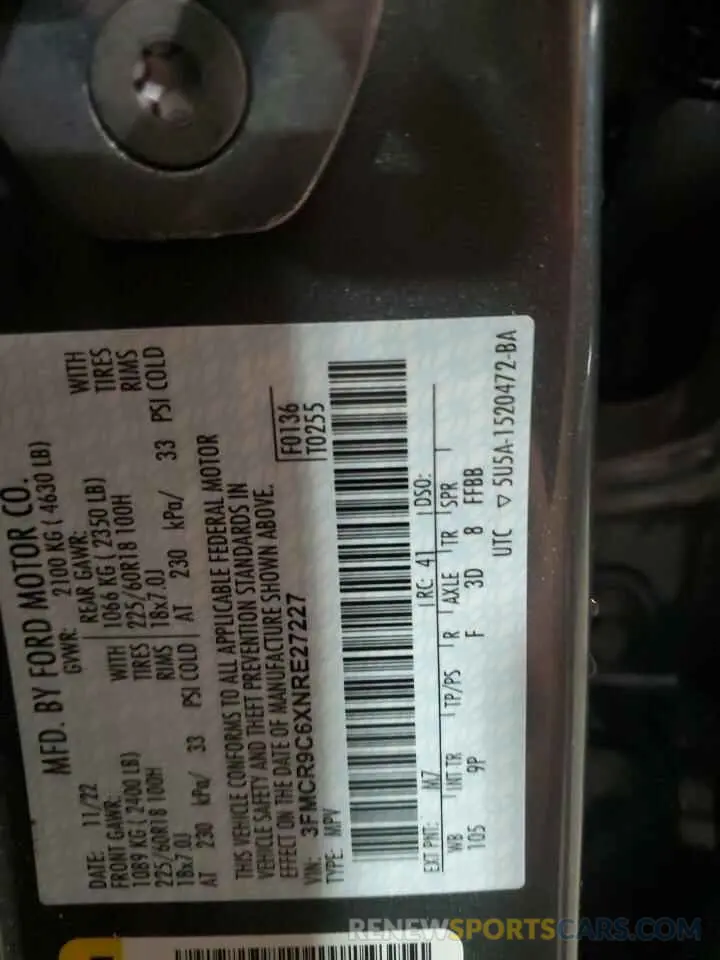 MFD. BY FORD MOTOR CO.
DATE: 11/22 GVWR: 2100 KG ( 4630 LB)
FRONT GAWR: REAR GAWR:
1089 KG ( 2400 LB) WITH 1066 KG ( 2350 LB) WITH
225/60R18 100H TIRES 225/60R18 100H TIRES
18x7.0J RIMS 18x7.0J RIMS
AT 230 kPa/ 33 PSI COLD AT 230 kPa/ 33 PSI COLD
THIS VEHICLE CONFORMS TO ALL APPLICABLE FEDERAL MOTOR
VEHICLE SAFETY AND THEFT PREVENTION STANDARDS IN
EFFECT ON THE DATE OF MANUFACTURE SHOWN ABOVE.
F0136
T0255
VIN: 3FMCR9C6XNRE27227
TYPE: MPV
EXT PNT: M7 RC: 41 DSO:
WB INT TR TP/PS R AXLE TR SPR
105 9P F 3D 8 FFBB
UTC ▽ 5U5A-1520472-BA
RENEWSPORTSCARS.COM